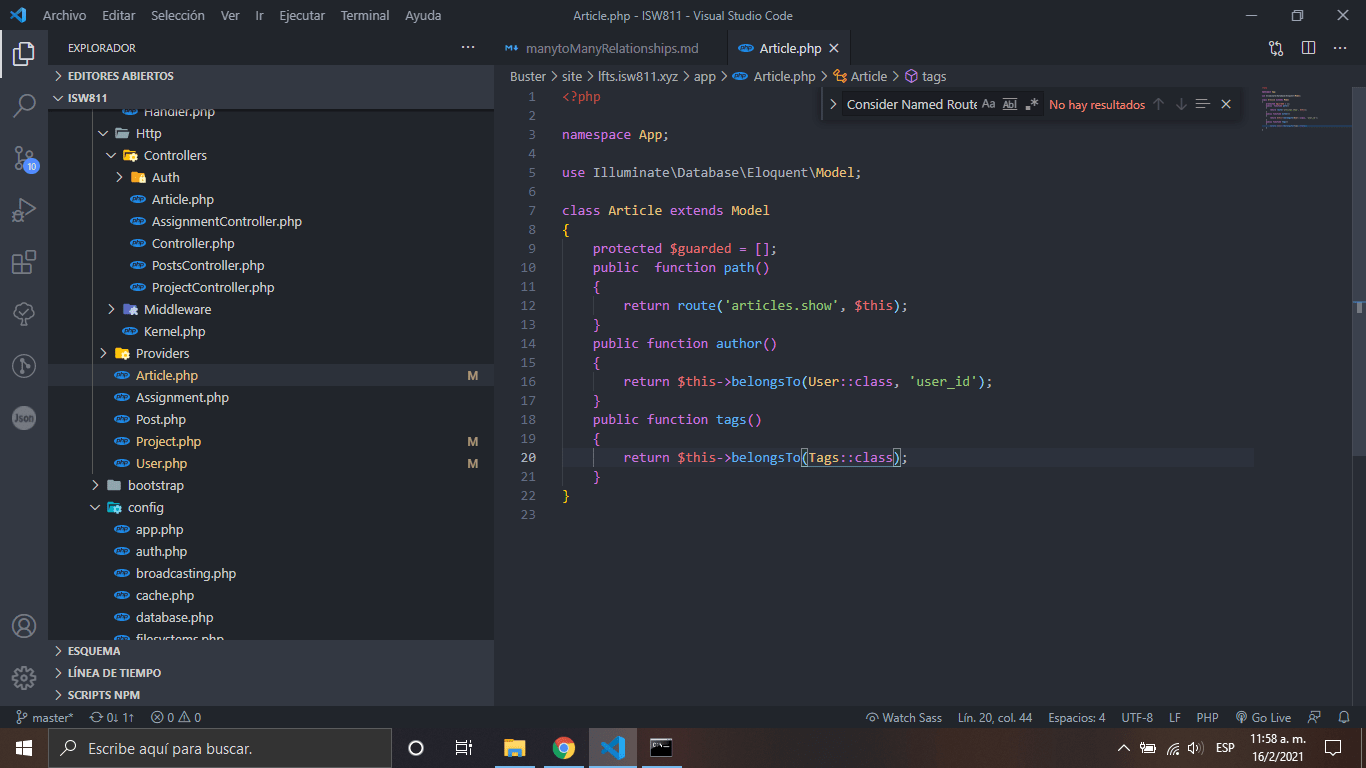 Archivo Editar Selección Ver Ir Ejecutar Terminal Ayuda
Article.php - ISW811 - Visual Studio Code
EXPLORADOR
EDITORES ABIERTOS
ISW811
Handler.php
Http
Controllers
Auth
Article.php
AssignmentController.php
Controller.php
PostsController.php
ProjectController.php
Middleware
Kernel.php
Providers
Article.php M
Assignment.php
Post.php
Project.php M
User.php M
bootstrap
config
app.php
auth.php
broadcasting.php
cache.php
database.php
filesystems.php
ESQUEMA
LÍNEA DE TIEMPO
SCRIPTS NPM
10
Json
manytoManyRelationships.md
Article.php
Buster > site > lfts.isw811.xyz > app > Article.php > Article > tags
Consider Named Route Aa Abl .* No hay resultados
1 <?php
2
3 namespace App;
4
5 use Illuminate\Database\Eloquent\Model;
6
7 class Article extends Model
8 {
9     protected $guarded = [];
10     public  function path()
11     {
12         return route('articles.show', $this);
13     }
14     public function author()
15     {
16         return $this->belongsTo(User::class, 'user_id');
17     }
18     public function tags()
19     {
20         return $this->belongsTo(Tags::class);
21     }
22 }
23
master* 0↓ 1↑ 0 0
Watch Sass Lín. 20, col. 44 Espacios: 4 UTF-8 LF PHP Go Live
Escribe aquí para buscar.
ESP
11:58 a. m.
16/2/2021